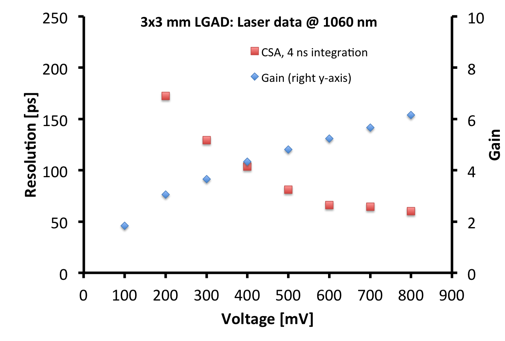 3x3 mm LGAD: Laser data @ 1060 nm
CSA, 4 ns integration
Gain (right y-axis)
Resolution [ps]
250
200
150
100
50
0
10
8
6
4
2
0
Gain
0 100 200 300 400 500 600 700 800 900
Voltage [mV]